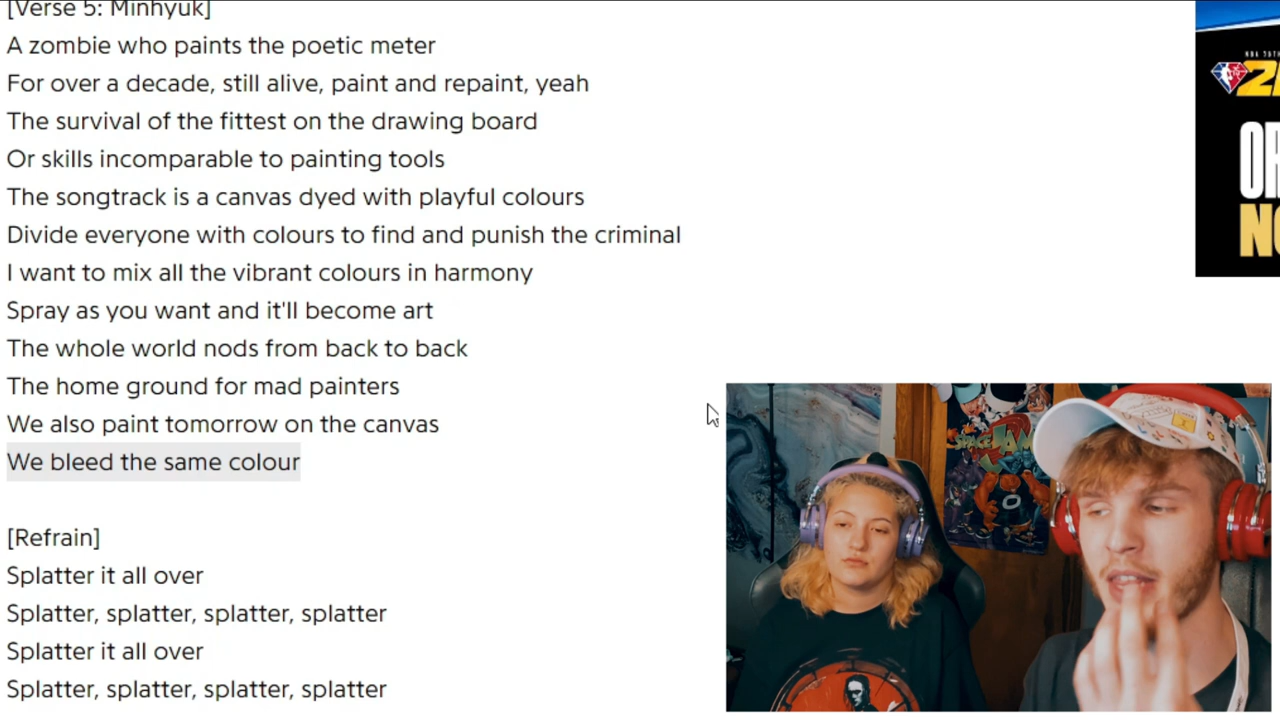 [Verse 5: Minhyuk]
A zombie who paints the poetic meter
For over a decade, still alive, paint and repaint, yeah
The survival of the fittest on the drawing board
Or skills incomparable to painting tools
The songtrack is a canvas dyed with playful colours
Divide everyone with colours to find and punish the criminal
I want to mix all the vibrant colours in harmony
Spray as you want and it'll become art
The whole world nods from back to back
The home ground for mad painters
We also paint tomorrow on the canvas
We bleed the same colour
[Refrain]
Splatter it all over
Splatter, splatter, splatter, splatter
Splatter it all over
Splatter, splatter, splatter, splatter
SPACE JAM